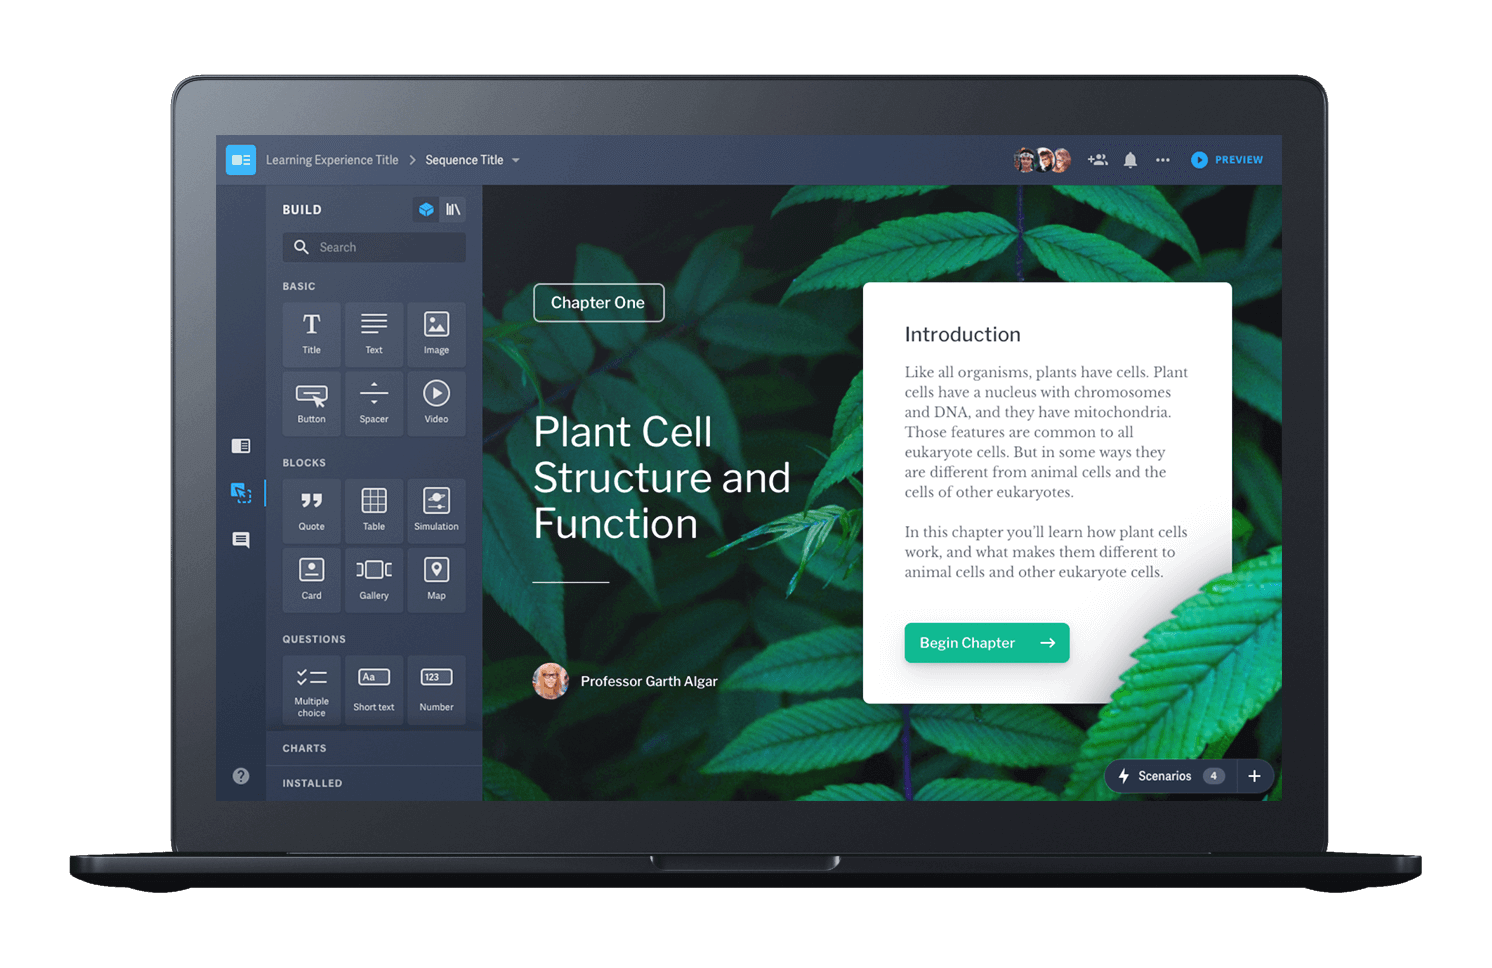 Learning Experience Title > Sequence Title
PREVIEW
BUILD
Search
BASIC
T
Title
Text
Image
Button
Spacer
Video
BLOCKS
Quote
Table
Simulation
Card
Gallery
Map
QUESTIONS
Multiple
choice
Aa
Short text
123
Number
CHARTS
INSTALLED
?
Chapter One
Plant Cell
Structure and
Function
Professor Garth Algar
Introduction
Like all organisms, plants have cells. Plant
cells have a nucleus with chromosomes
and DNA, and they have mitochondria.
Those features are common to all
eukaryote cells. But in some ways they
are different from animal cells and the
cells of other eukaryotes.
In this chapter you’ll learn how plant cells
work, and what makes them different to
animal cells and other eukaryote cells.
Begin Chapter →
Scenarios 4 +